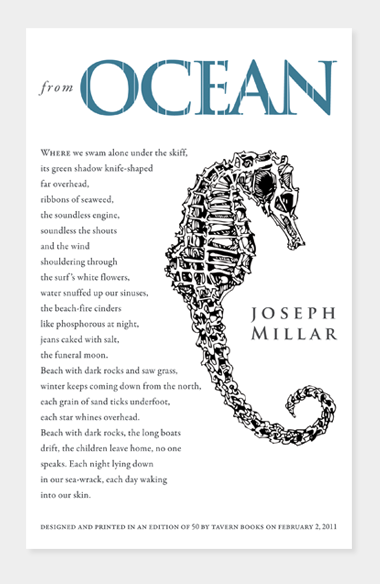 from OCEAN
WHERE we swam alone under the skiff,
its green shadow knife-shaped
far overhead,
ribbons of seaweed,
the soundless engine,
soundless the shouts
and the wind
shouldering through
the surf's white flowers,
water snuffed up our sinuses,
the beach-fire cinders
like phosphorous at night,
jeans caked with salt,
the funeral moon,
Beach with dark rocks and saw grass,
winter keeps coming down from the north,
each grain of sand ticks underfoot,
each star whines overhead.
Beach with dark rocks, the long boats
drift, the children leave home, no one
speaks. Each night lying down
in our sea-wrack, each day waking
into our skin.
JOSEPH
MILLAR
DESIGNED AND PRINTED IN AN EDITION OF 50 BY TAVERN BOOKS ON FEBRUARY 2, 2011